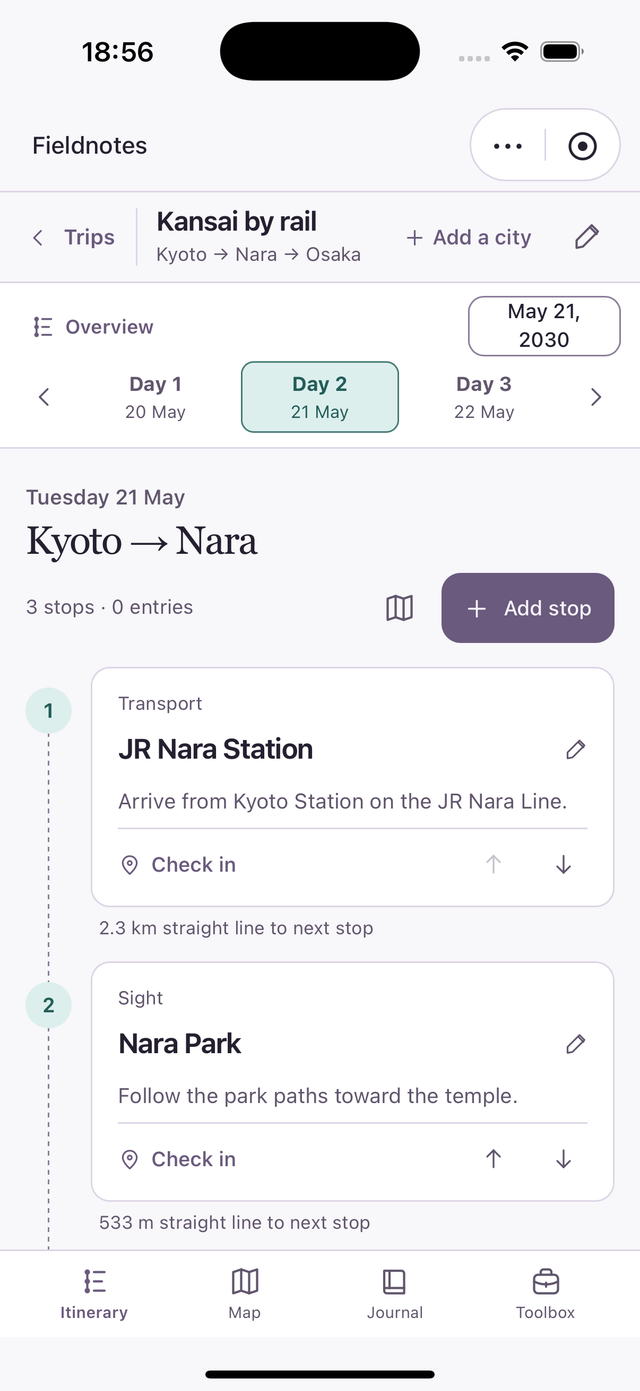 18:56
Fieldnotes
Trips
Kansai by rail
Kyoto → Nara → Osaka
+ Add a city
Overview
May 21,
2030
Day 1
20 May
Day 2
21 May
Day 3
22 May
Tuesday 21 May
Kyoto → Nara
3 stops · 0 entries
+ Add stop
1
Transport
JR Nara Station
Arrive from Kyoto Station on the JR Nara Line.
Check in
2.3 km straight line to next stop
2
Sight
Nara Park
Follow the park paths toward the temple.
Check in
533 m straight line to next stop
Itinerary
Map
Journal
Toolbox